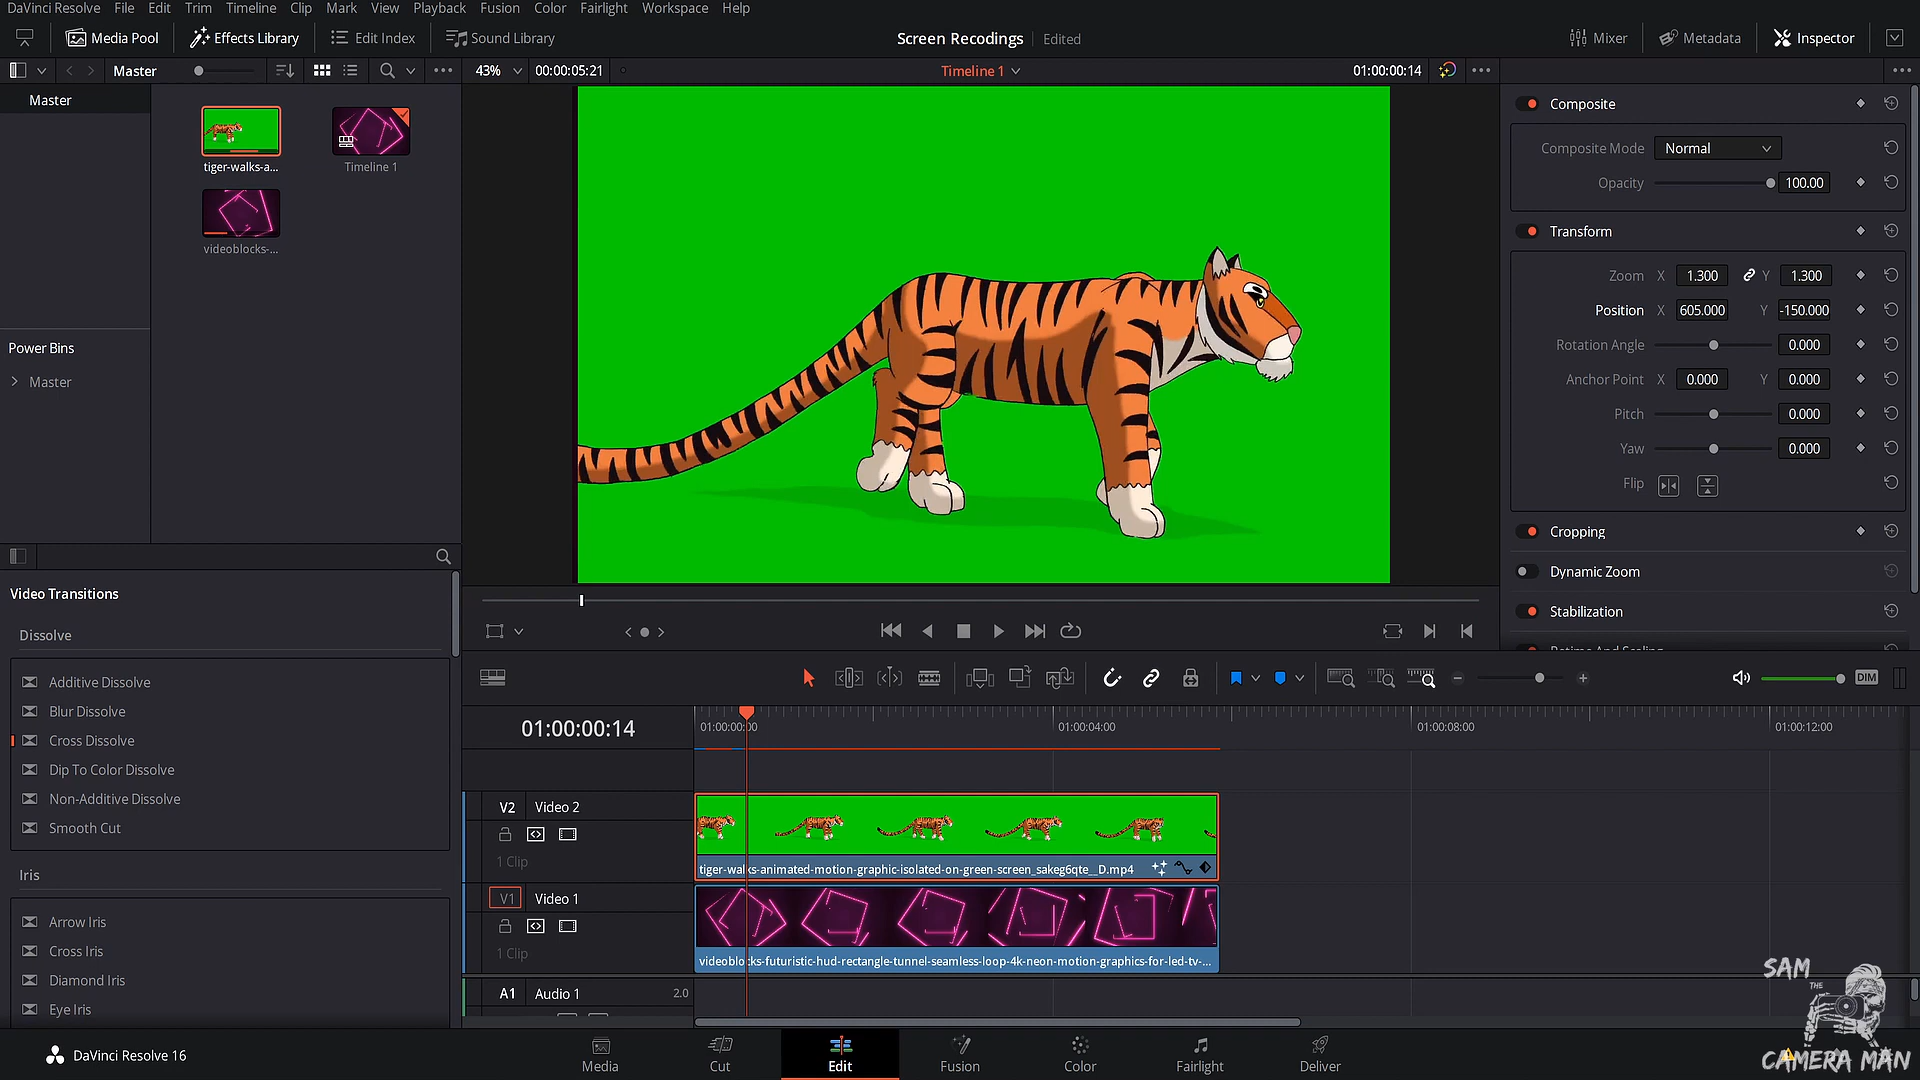 DaVinci Resolve File Edit Trim Timeline Clip Mark View Playback Fusion Color Fairlight Workspace Help
Media Pool Effects Library Edit Index Sound Library Screen Recodings Edited Mixer Metadata Inspector
Master 43% 00:00:05:21 Timeline 1 01:00:00:14
Master
tiger-walks-a...
Timeline 1
videoblocks-...
Power Bins
Master
Composite
Composite Mode Normal
Opacity 100.00
Transform
Zoom X 1.300 Y 1.300
Position X 605.000 Y -150.000
Rotation Angle 0.000
Anchor Point X 0.000 Y 0.000
Pitch 0.000
Yaw 0.000
Flip
Cropping
Dynamic Zoom
Stabilization
Video Transitions
Dissolve
Additive Dissolve
Blur Dissolve
Cross Dissolve
Dip To Color Dissolve
Non-Additive Dissolve
Smooth Cut
Iris
Arrow Iris
Cross Iris
Diamond Iris
Eye Iris
DIM
01:00:00:14 01:00:00:00 01:00:04:00 01:00:08:00 01:00:12:00
V2 Video 2
1 Clip
tiger-walks-animated-motion-graphic-isolated-on-green-screen_sakeg6qte__D.mp4
V1 Video 1
1 Clip
videoblocks-futuristic-hud-rectangle-tunnel-seamless-loop-4k-neon-motion-graphics-for-led-tv-...
A1 Audio 1 2.0
SAM
THE
CAMERA MAN
DaVinci Resolve 16
Media Cut Edit Fusion Color Fairlight Deliver